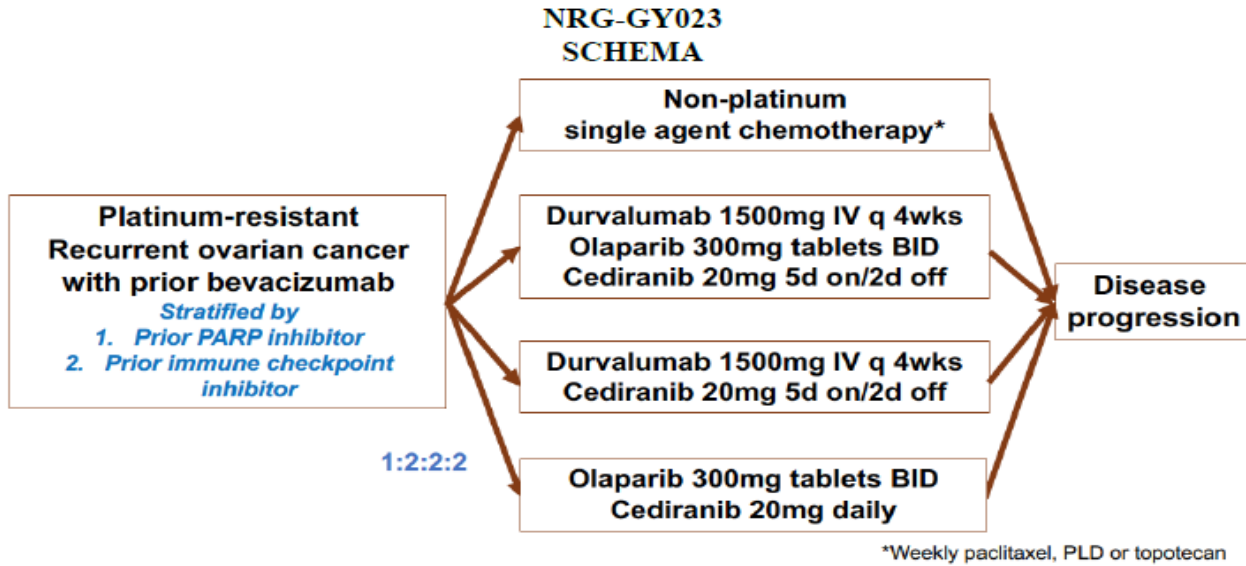 NRG-GY023
SCHEMA
Platinum-resistant
Recurrent ovarian cancer
with prior bevacizumab
Stratified by
1. Prior PARP inhibitor
2. Prior immune checkpoint
inhibitor
1:2:2:2
Non-platinum
single agent chemotherapy*
Durvalumab 1500mg IV q 4wks
Olaparib 300mg tablets BID
Cediranib 20mg 5d on/2d off
Durvalumab 1500mg IV q 4wks
Cediranib 20mg 5d on/2d off
Olaparib 300mg tablets BID
Cediranib 20mg daily
Disease
progression
*Weekly paclitaxel, PLD or topotecan